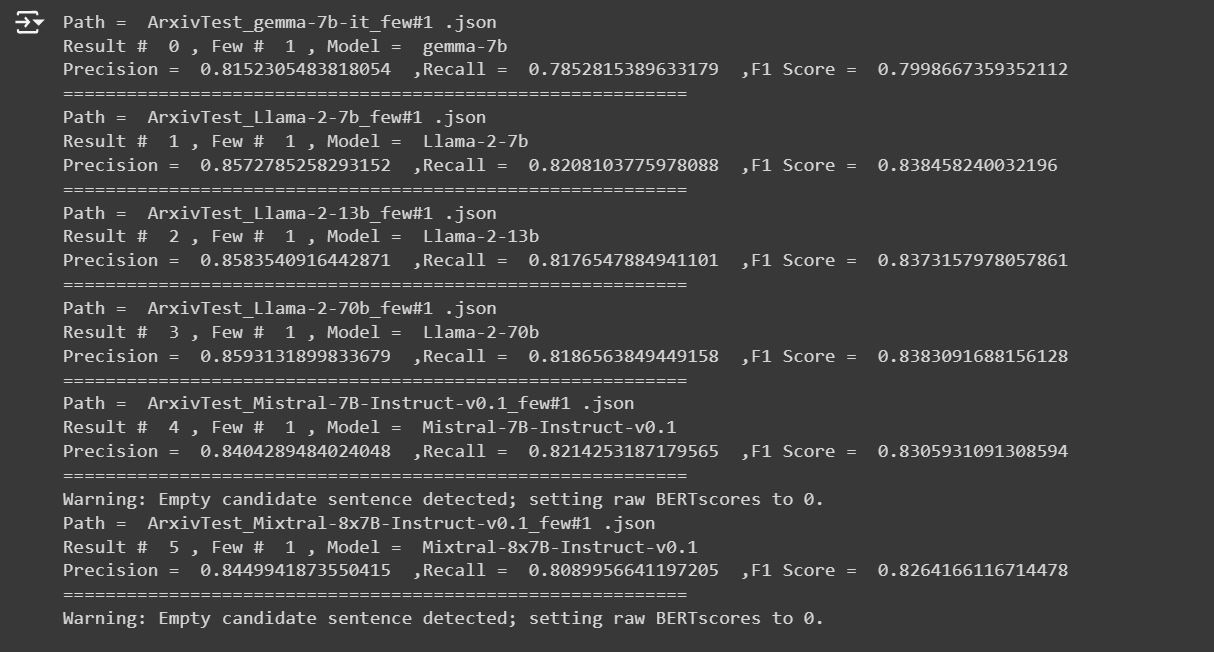 Path =  ArxivTest_gemma-7b-it_few#1 .json
Result #  0 , Few #  1 , Model =  gemma-7b
Precision =  0.8152305483818054  ,Recall =  0.7852815389633179  ,F1 Score =  0.7998667359352112
===========================================================
Path =  ArxivTest_Llama-2-7b_few#1 .json
Result #  1 , Few #  1 , Model =  Llama-2-7b
Precision =  0.8572785258293152  ,Recall =  0.8208103775978088  ,F1 Score =  0.838458240032196
===========================================================
Path =  ArxivTest_Llama-2-13b_few#1 .json
Result #  2 , Few #  1 , Model =  Llama-2-13b
Precision =  0.8583540916442871  ,Recall =  0.8176547884941101  ,F1 Score =  0.8373157978057861
===========================================================
Path =  ArxivTest_Llama-2-70b_few#1 .json
Result #  3 , Few #  1 , Model =  Llama-2-70b
Precision =  0.8593131899833679  ,Recall =  0.8186563849449158  ,F1 Score =  0.8383091688156128
===========================================================
Path =  ArxivTest_Mistral-7B-Instruct-v0.1_few#1 .json
Result #  4 , Few #  1 , Model =  Mistral-7B-Instruct-v0.1
Precision =  0.8404289484024048  ,Recall =  0.8214253187179565  ,F1 Score =  0.8305931091308594
===========================================================
Warning: Empty candidate sentence detected; setting raw BERTscores to 0.
Path =  ArxivTest_Mixtral-8x7B-Instruct-v0.1_few#1 .json
Result #  5 , Few #  1 , Model =  Mixtral-8x7B-Instruct-v0.1
Precision =  0.8449941873550415  ,Recall =  0.8089956641197205  ,F1 Score =  0.8264166116714478
===========================================================
Warning: Empty candidate sentence detected; setting raw BERTscores to 0.